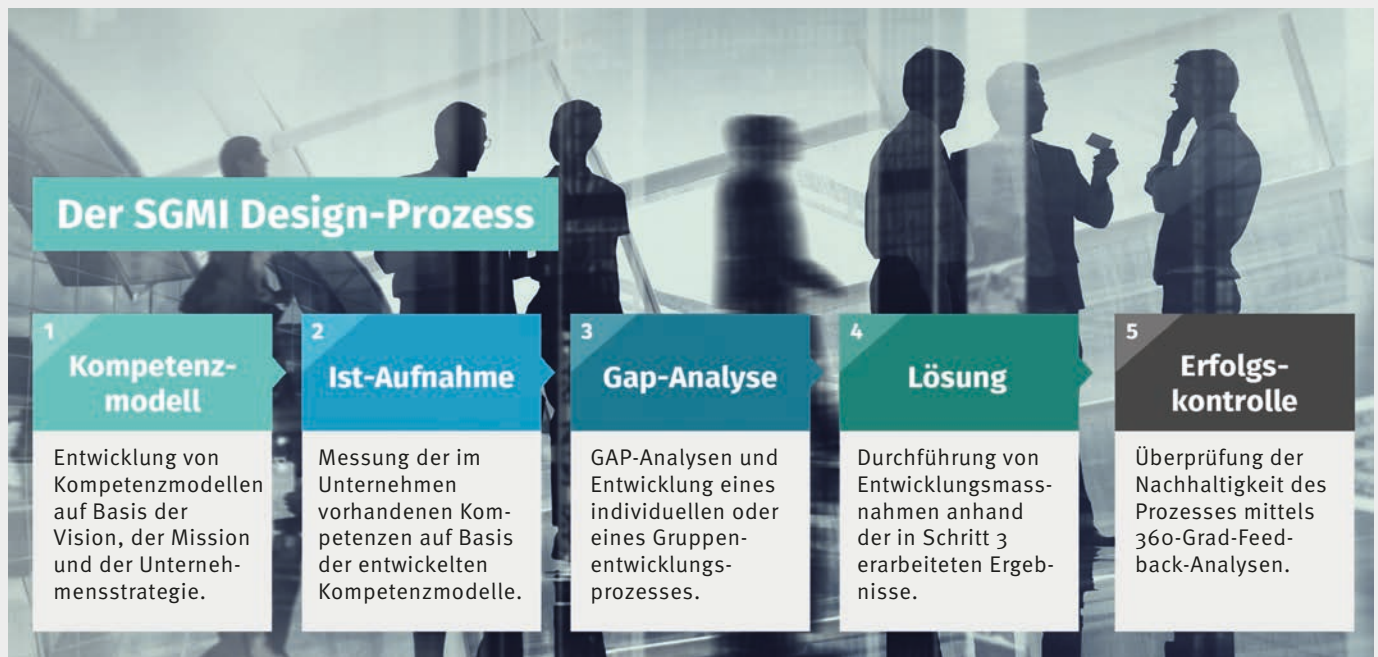 Der SGMI Design-Prozess
1
Kompetenz-
modell
Entwicklung von
Kompetenzmodellen
auf Basis der
Vision, der Mission
und der Unterneh-
mensstrategie.
2
Ist-Aufnahme
Messung der im
Unternehmen
vorhandenen Kom-
petenzen auf Basis
der entwickelten
Kompetenzmodelle.
3
Gap-Analyse
GAP-Analysen und
Entwicklung eines
individuellen oder
eines Gruppen-
entwicklungs-
prozesses.
4
Lösung
Durchführung von
Entwicklungsmass-
nahmen anhand
der in Schritt 3
erarbeiteten Ergeb-
nisse.
5
Erfolgs-
kontrolle
Überprüfung der
Nachhaltigkeit des
Prozesses mittels
360-Grad-Feed-
back-Analysen.